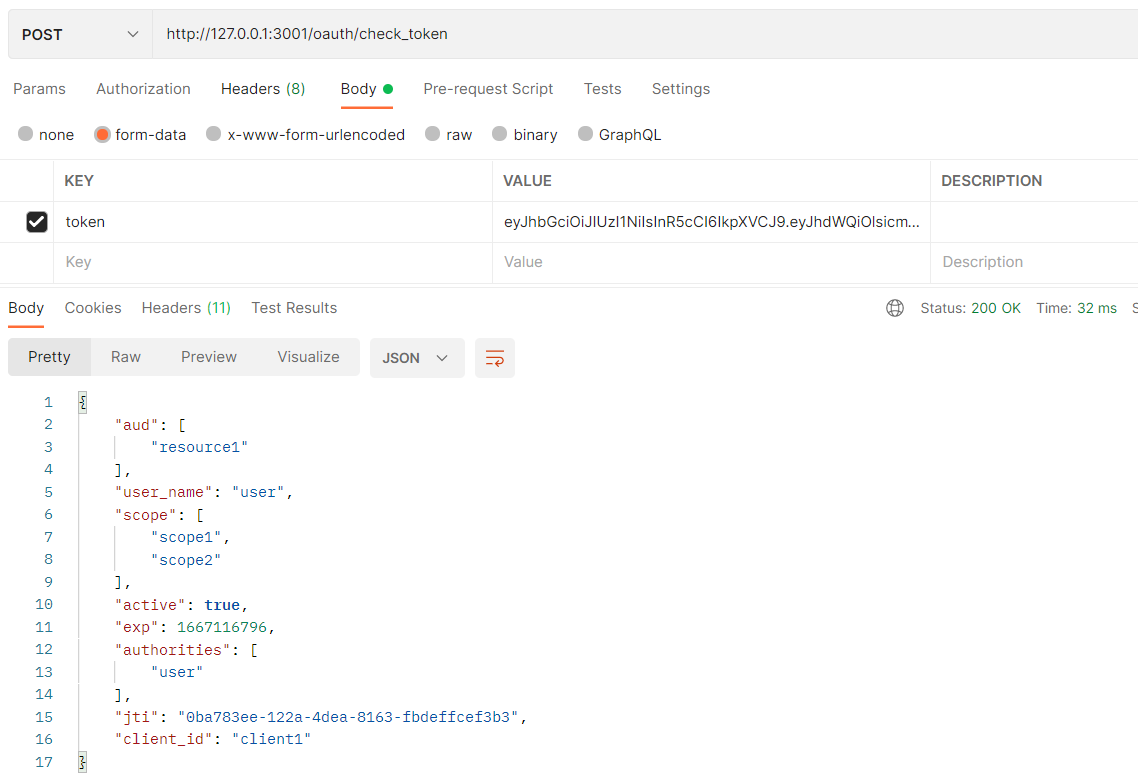 POST http://127.0.0.1:3001/oauth/check_token
Params Authorization Headers (8) Body Pre-request Script Tests Settings
none form-data x-www-form-urlencoded raw binary GraphQL
KEY VALUE DESCRIPTION
token eyJhbGciOiJIUzI1NiIsInR5cCI6IkpXVCJ9.eyJhdWQiOlsicm...
Key Value Description
Body Cookies Headers (11) Test Results Status: 200 OK Time: 32 ms S
Pretty Raw Preview Visualize JSON
1 {
2 "aud": [
3 "resource1"
4 ],
5 "user_name": "user",
6 "scope": [
7 "scope1",
8 "scope2"
9 ],
10 "active": true,
11 "exp": 1667116796,
12 "authorities": [
13 "user"
14 ],
15 "jti": "0ba783ee-122a-4dea-8163-fbdeffcef3b3",
16 "client_id": "client1"
17 }